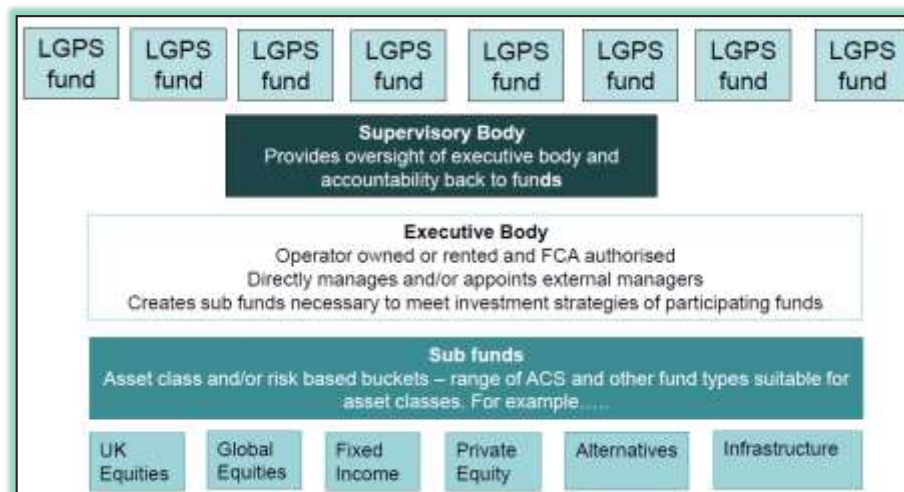 LGPS fund
LGPS fund
LGPS fund
LGPS fund
LGPS fund
LGPS fund
LGPS fund
LGPS fund
Supervisory Body
Provides oversight of executive body and
accountability back to funds
Executive Body
Operator owned or rented and FCA authorised
Directly manages and/or appoints external managers
Creates sub funds necessary to meet investment strategies of participating funds
Sub funds
Asset class and/or risk based buckets – range of ACS and other fund types suitable for
asset classes. For example.....
UK
Equities
Global
Equities
Fixed
Income
Private
Equity
Alternatives
Infrastructure